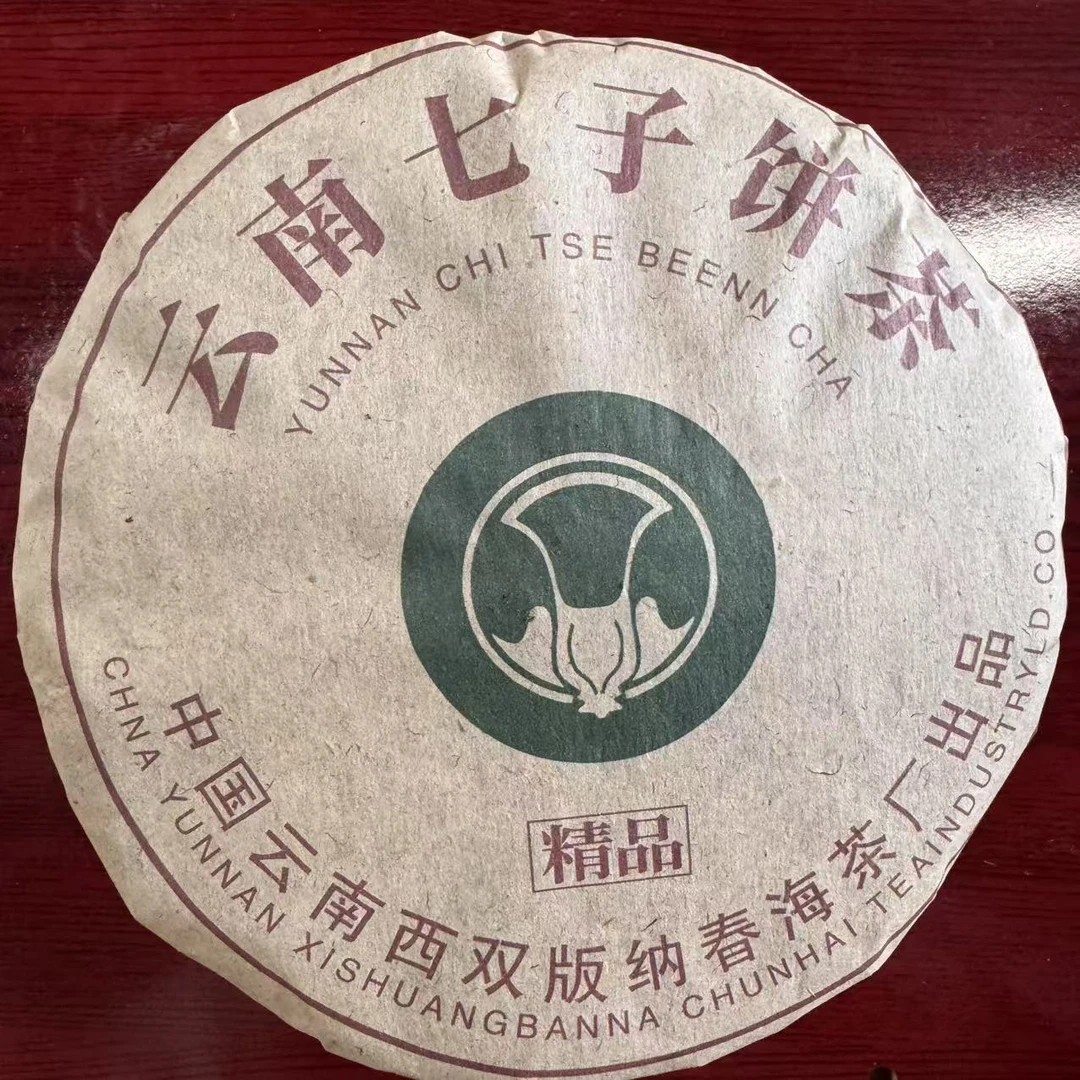 云南七子饼茶
YUNNAN CHI TSE BEENN CHA
精品
中国云南西双版纳春海茶厂出品
CHNA YUNNAN XiSHUANGBANNA CHUNHAI TEAINDUSTRYLD.CO.